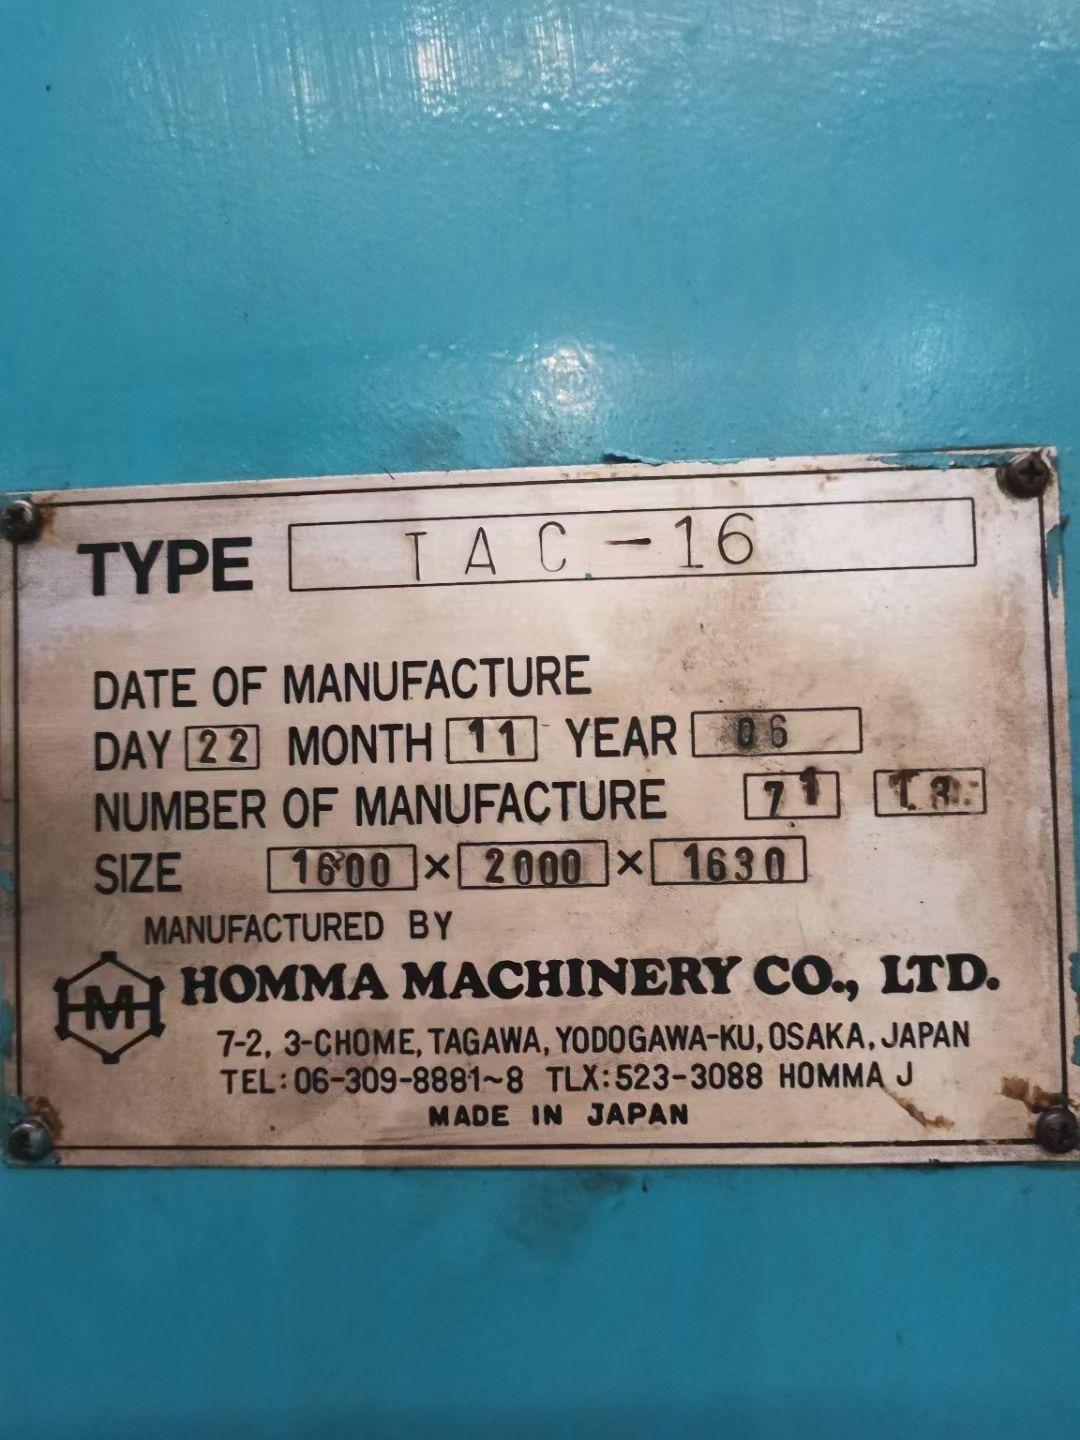 TYPE TAC-16
DATE OF MANUFACTURE
DAY 22 MONTH 11 YEAR 06
NUMBER OF MANUFACTURE 71
SIZE 1600 × 2000 × 1630
MANUFACTURED BY
HM HOMMA MACHINERY CO., LTD.
7-2, 3-CHOME, TAGAWA, YODOGAWA-KU, OSAKA, JAPAN
TEL: 06-309-8881~8 TLX: 523-3088 HOMMA J
MADE IN JAPAN